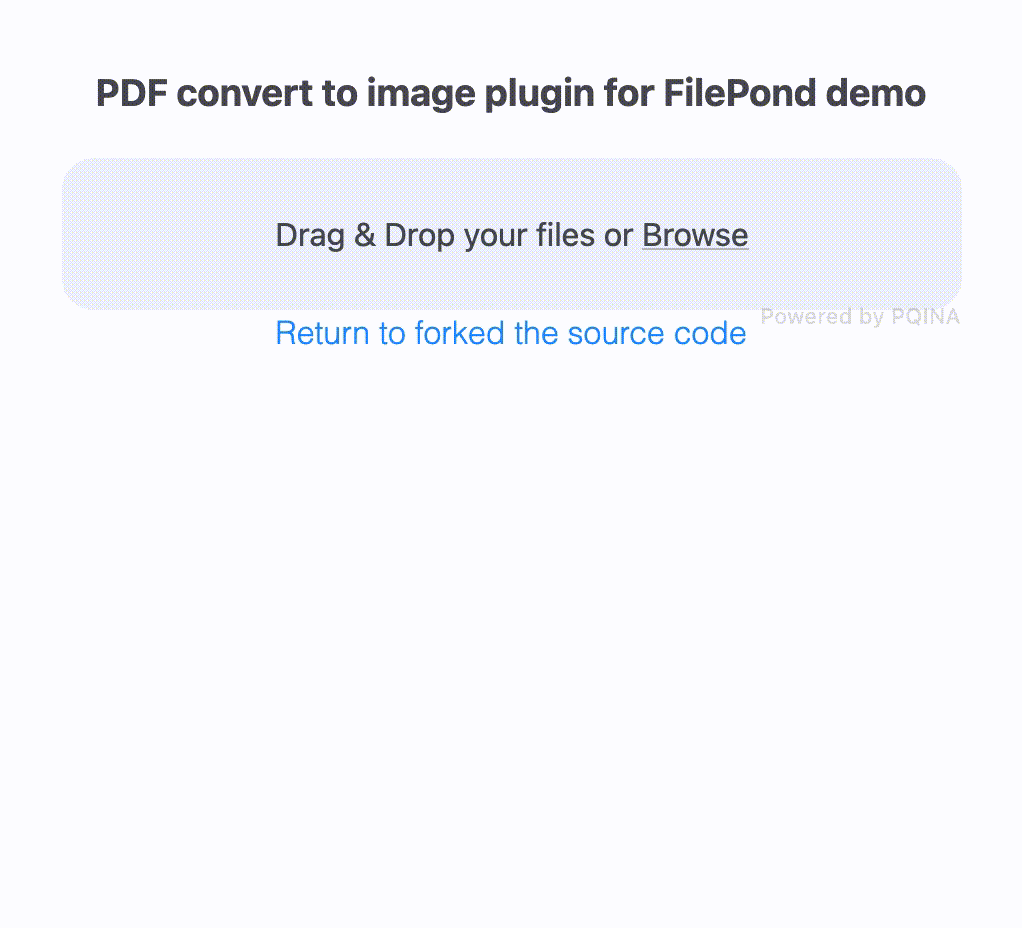 PDF convert to image plugin for FilePond demo
Drag & Drop your files or Browse
Powered by PQINA
Return to forked the source code